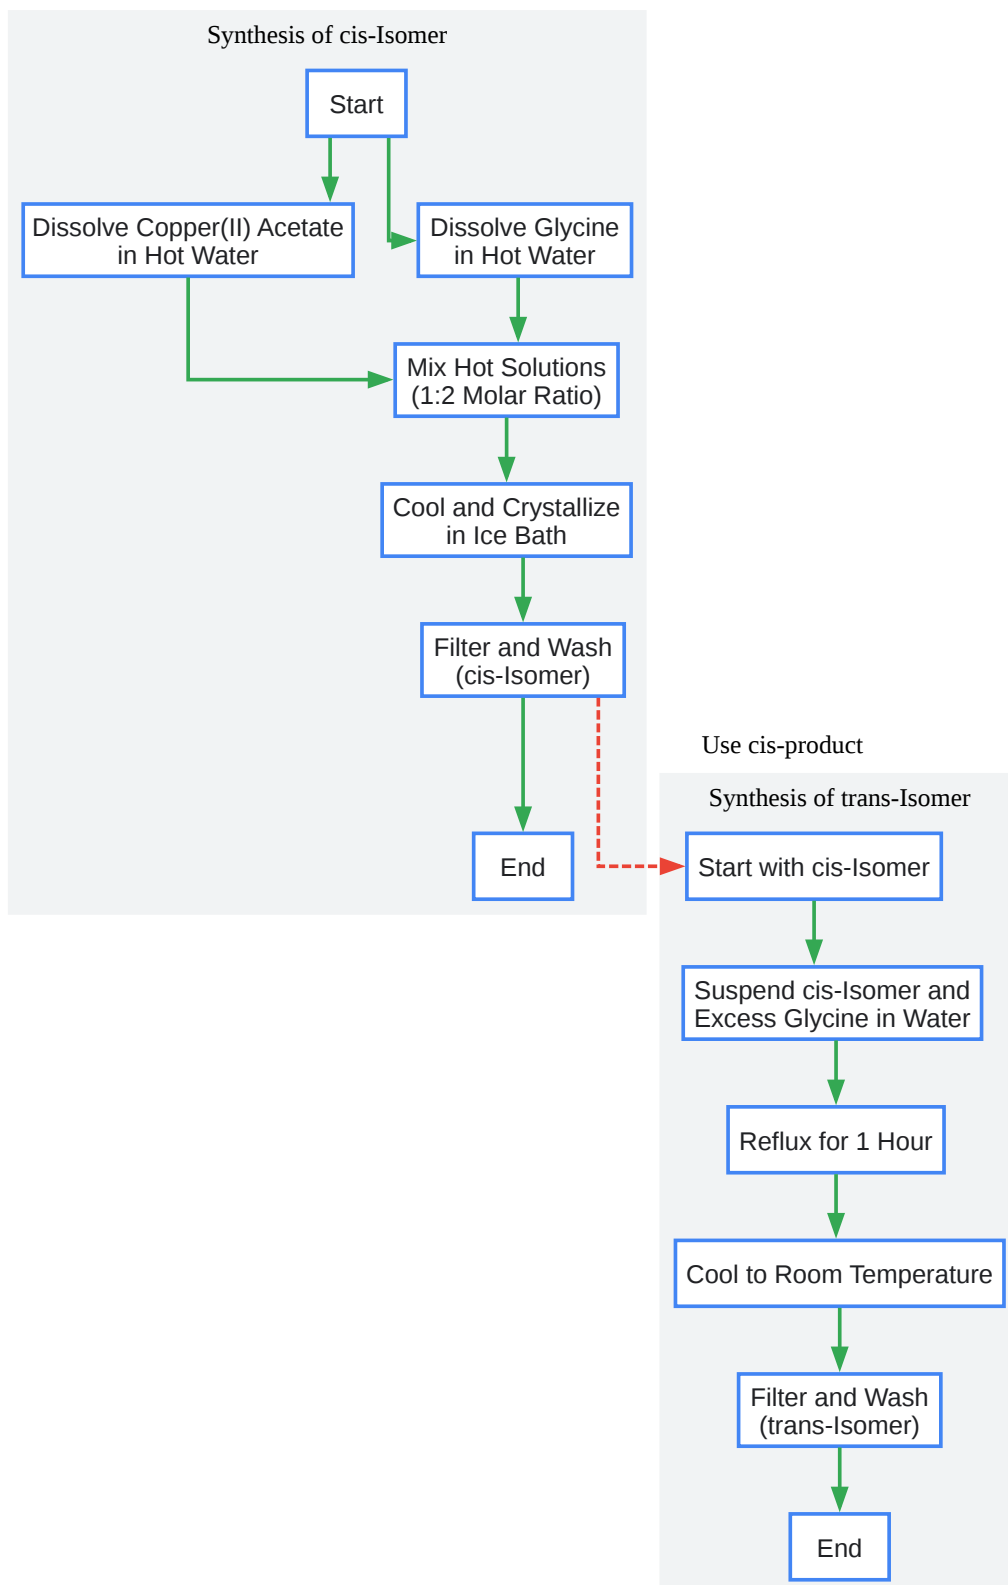 Synthesis of cis-Isomer
Start
Dissolve Copper(II) Acetate
in Hot Water
Dissolve Glycine
in Hot Water
Mix Hot Solutions
(1:2 Molar Ratio)
Cool and Crystallize
in Ice Bath
Filter and Wash
(cis-Isomer)
End
Use cis-product
Synthesis of trans-Isomer
Start with cis-Isomer
Suspend cis-Isomer and
Excess Glycine in Water
Reflux for 1 Hour
Cool to Room Temperature
Filter and Wash
(trans-Isomer)
End